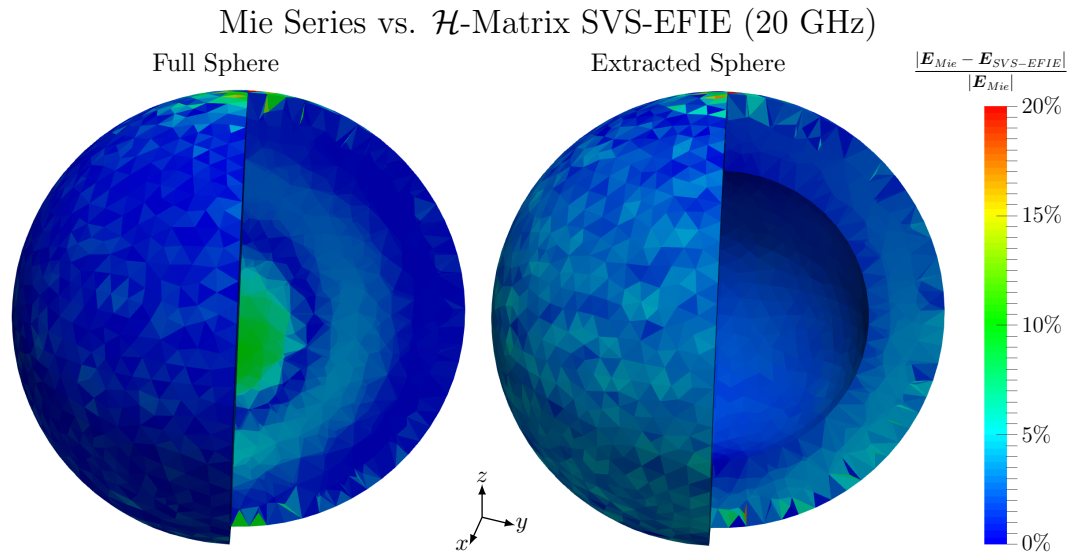 Mie Series vs. ℋ-Matrix SVS-EFIE (20 GHz)
Full Sphere
Extracted Sphere
|E_Mie − E_SVS−EFIE|
|E_Mie|
20%
15%
10%
5%
0%
z
y
x